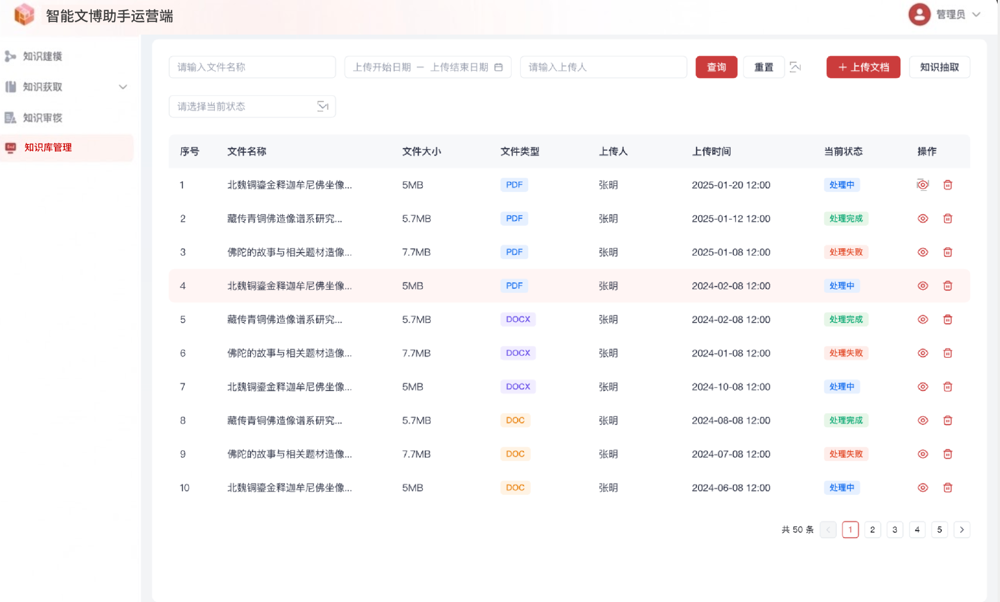 智能文博助手运营端
管理员
知识建模
知识获取
知识审核
知识库管理
请输入文件名称 上传开始日期 — 上传结束日期 请输入上传人 查询 重置 + 上传文档 知识抽取
请选择当前状态
序号 文件名称 文件大小 文件类型 上传人 上传时间 当前状态 操作
1 北魏铜鎏金释迦牟尼佛坐像... 5MB PDF 张明 2025-01-20 12:00 处理中
2 藏传青铜佛造像谱系研究... 5.7MB PDF 张明 2025-01-12 12:00 处理完成
3 佛陀的故事与相关题材造像... 7.7MB PDF 张明 2025-01-08 12:00 处理失败
4 北魏铜鎏金释迦牟尼佛坐像... 5MB PDF 张明 2024-02-08 12:00 处理中
5 藏传青铜佛造像谱系研究... 5.7MB DOCX 张明 2024-02-08 12:00 处理完成
6 佛陀的故事与相关题材造像... 7.7MB DOCX 张明 2024-01-08 12:00 处理失败
7 北魏铜鎏金释迦牟尼佛坐像... 5MB DOCX 张明 2024-10-08 12:00 处理中
8 藏传青铜佛造像谱系研究... 5.7MB DOC 张明 2024-08-08 12:00 处理完成
9 佛陀的故事与相关题材造像... 7.7MB DOC 张明 2024-07-08 12:00 处理失败
10 北魏铜鎏金释迦牟尼佛坐像... 5MB DOC 张明 2024-06-08 12:00 处理中
共 50 条 < 1 2 3 4 5 >